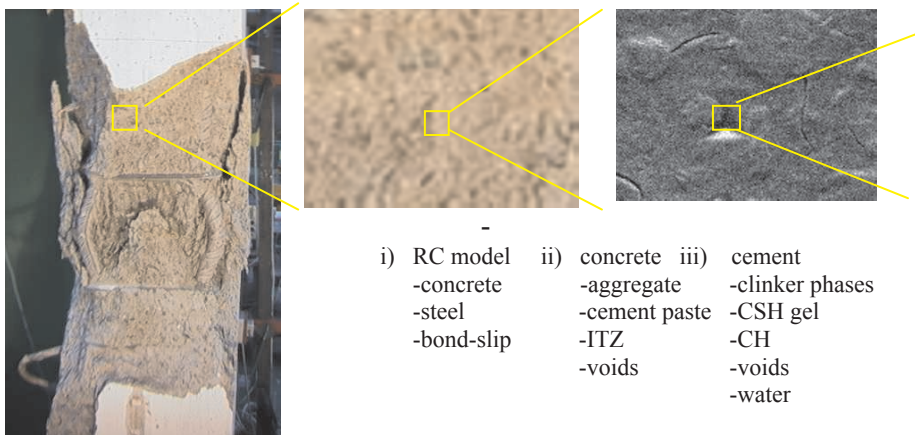 -
i) RC model ii) concrete iii) cement
-concrete -aggregate -clinker phases
-steel -cement paste -CSH gel
-bond-slip -ITZ -CH
-voids -voids
-water